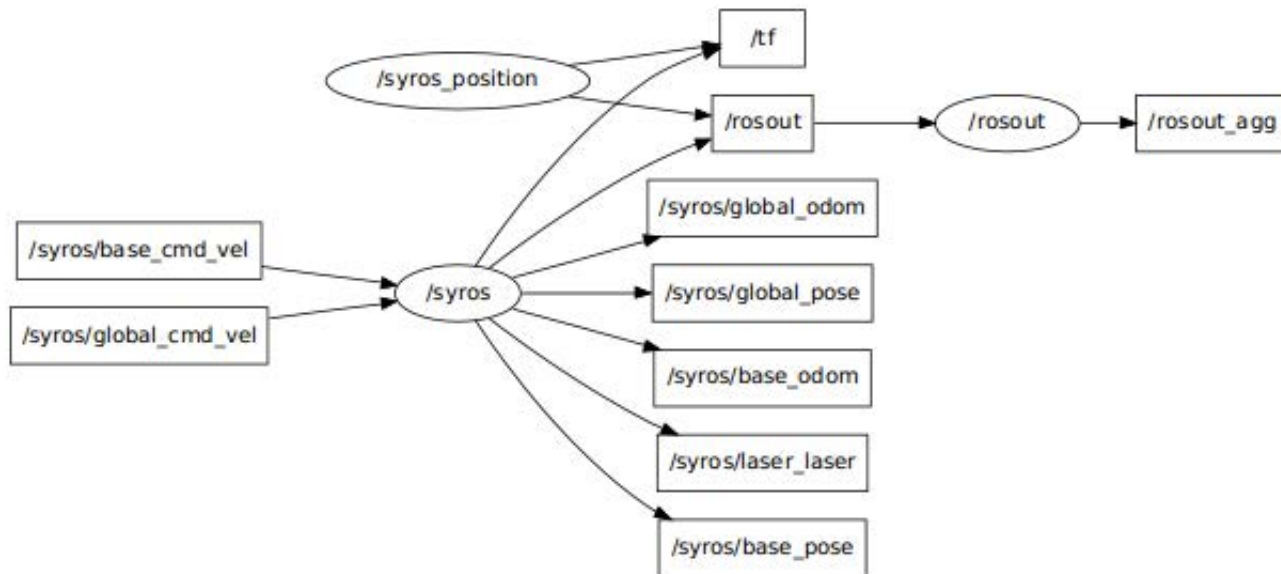 /tf
/syros_position
/rosout
/rosout
/rosout_agg
/syros/global_odom
/syros/base_cmd_vel
/syros
/syros/global_pose
/syros/global_cmd_vel
/syros/base_odom
/syros/laser_laser
/syros/base_pose